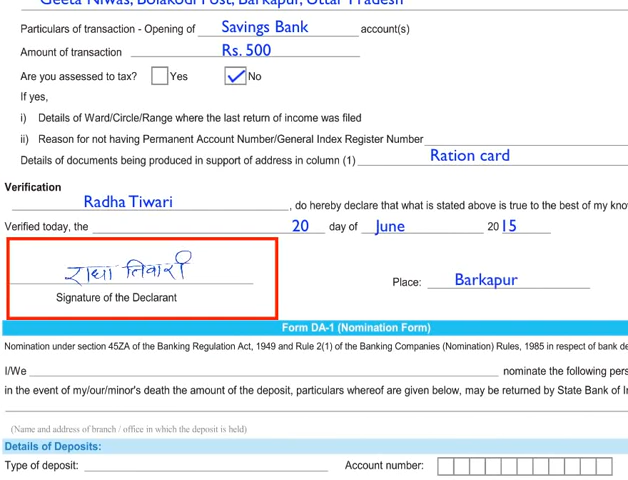 Geeta Niwas, Bolakodi Post, Barkapur, Uttar Pradesh
Particulars of transaction - Opening of Savings Bank account(s)
Amount of transaction Rs. 500
Are you assessed to tax? Yes No
If yes,
i) Details of Ward/Circle/Range where the last return of income was filed
ii) Reason for not having Permanent Account Number/General Index Register Number
Details of documents being produced in support of address in column (1) Ration card
Verification
Radha Tiwari, do hereby declare that what is stated above is true to the best of my kno
Verified today, the 20 day of June 2015
राधा तिवारी
Signature of the Declarant
Place: Barkapur
Form DA-1 (Nomination Form)
Nomination under section 45ZA of the Banking Regulation Act, 1949 and Rule 2(1) of the Banking Companies (Nomination) Rules, 1985 in respect of bank de
I/We nominate the following pers
in the event of my/our/minor's death the amount of the deposit, particulars whereof are given below, may be returned by State Bank of I
(Name and address of branch / office in which the deposit is held)
Details of Deposits:
Type of deposit: Account number: